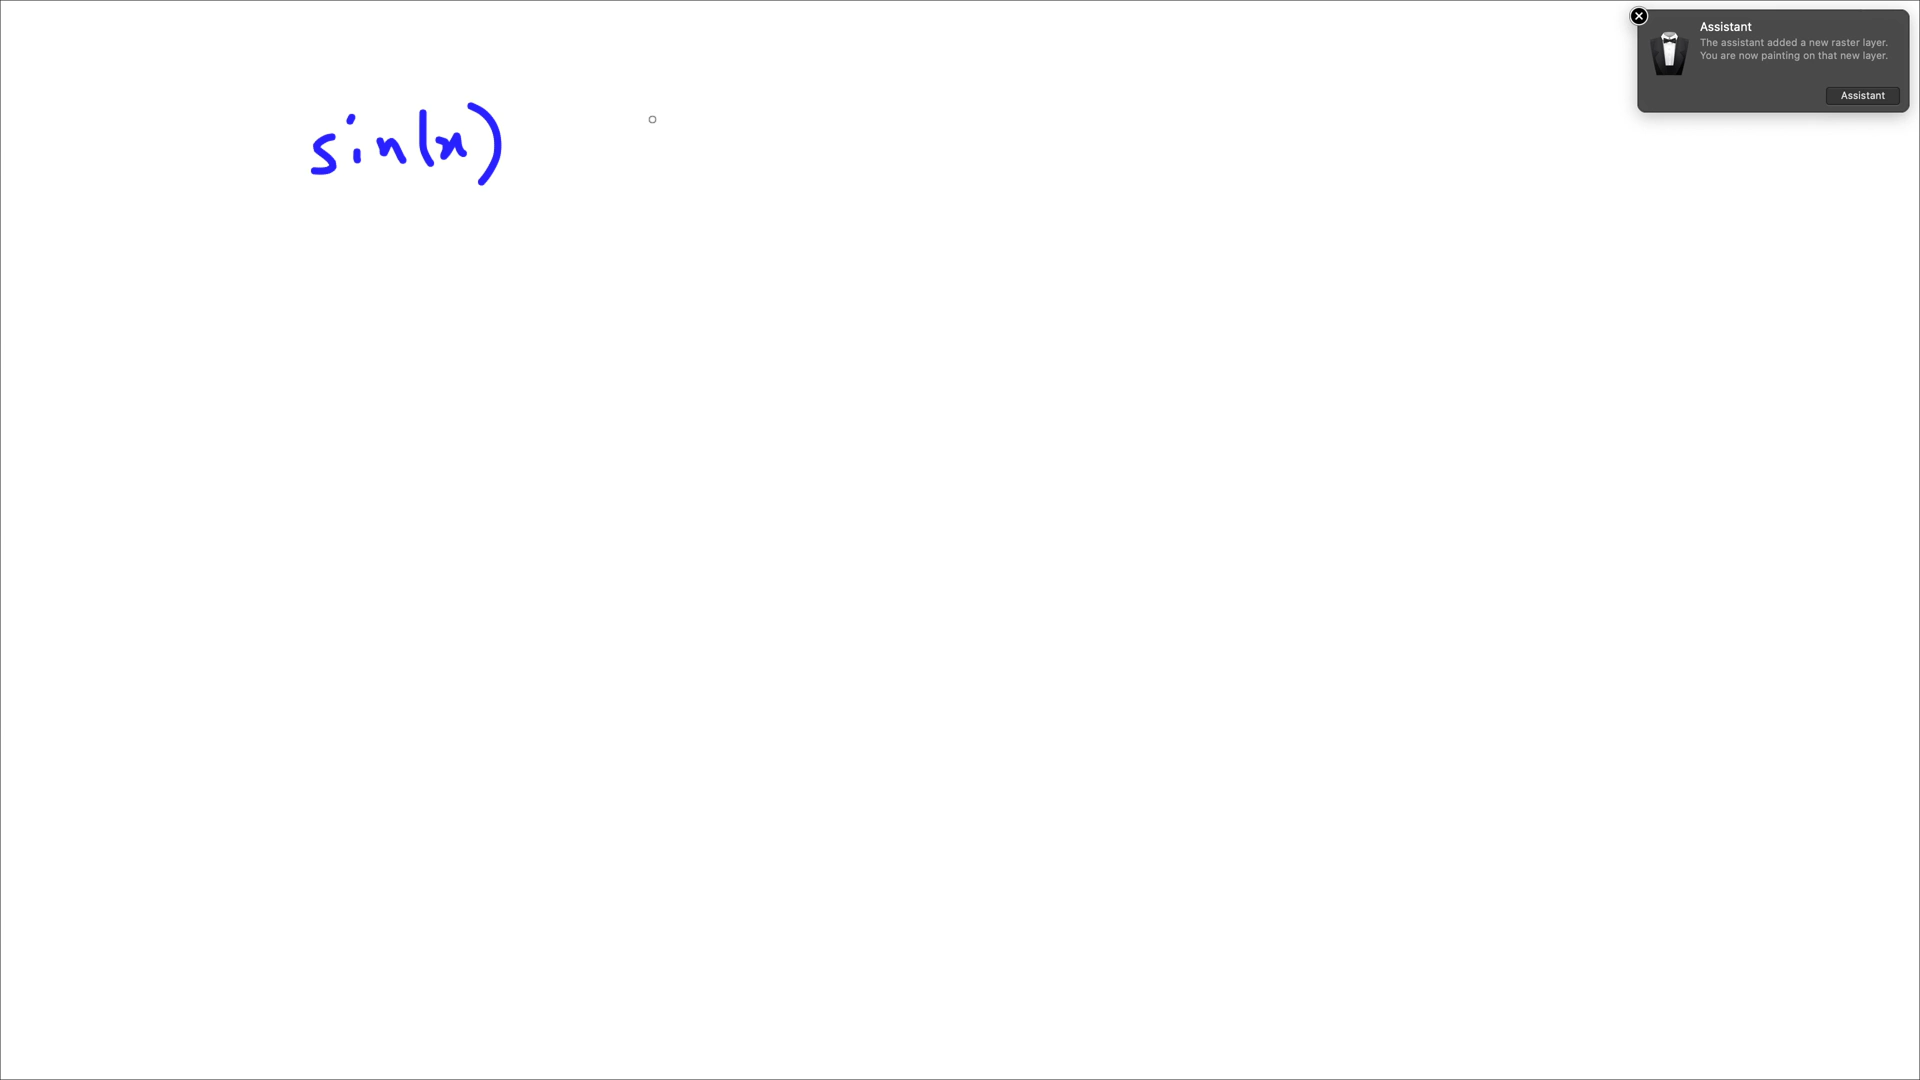 sin(x)
Assistant
The assistant added a new raster layer.
You are now painting on that new layer.
Assistant